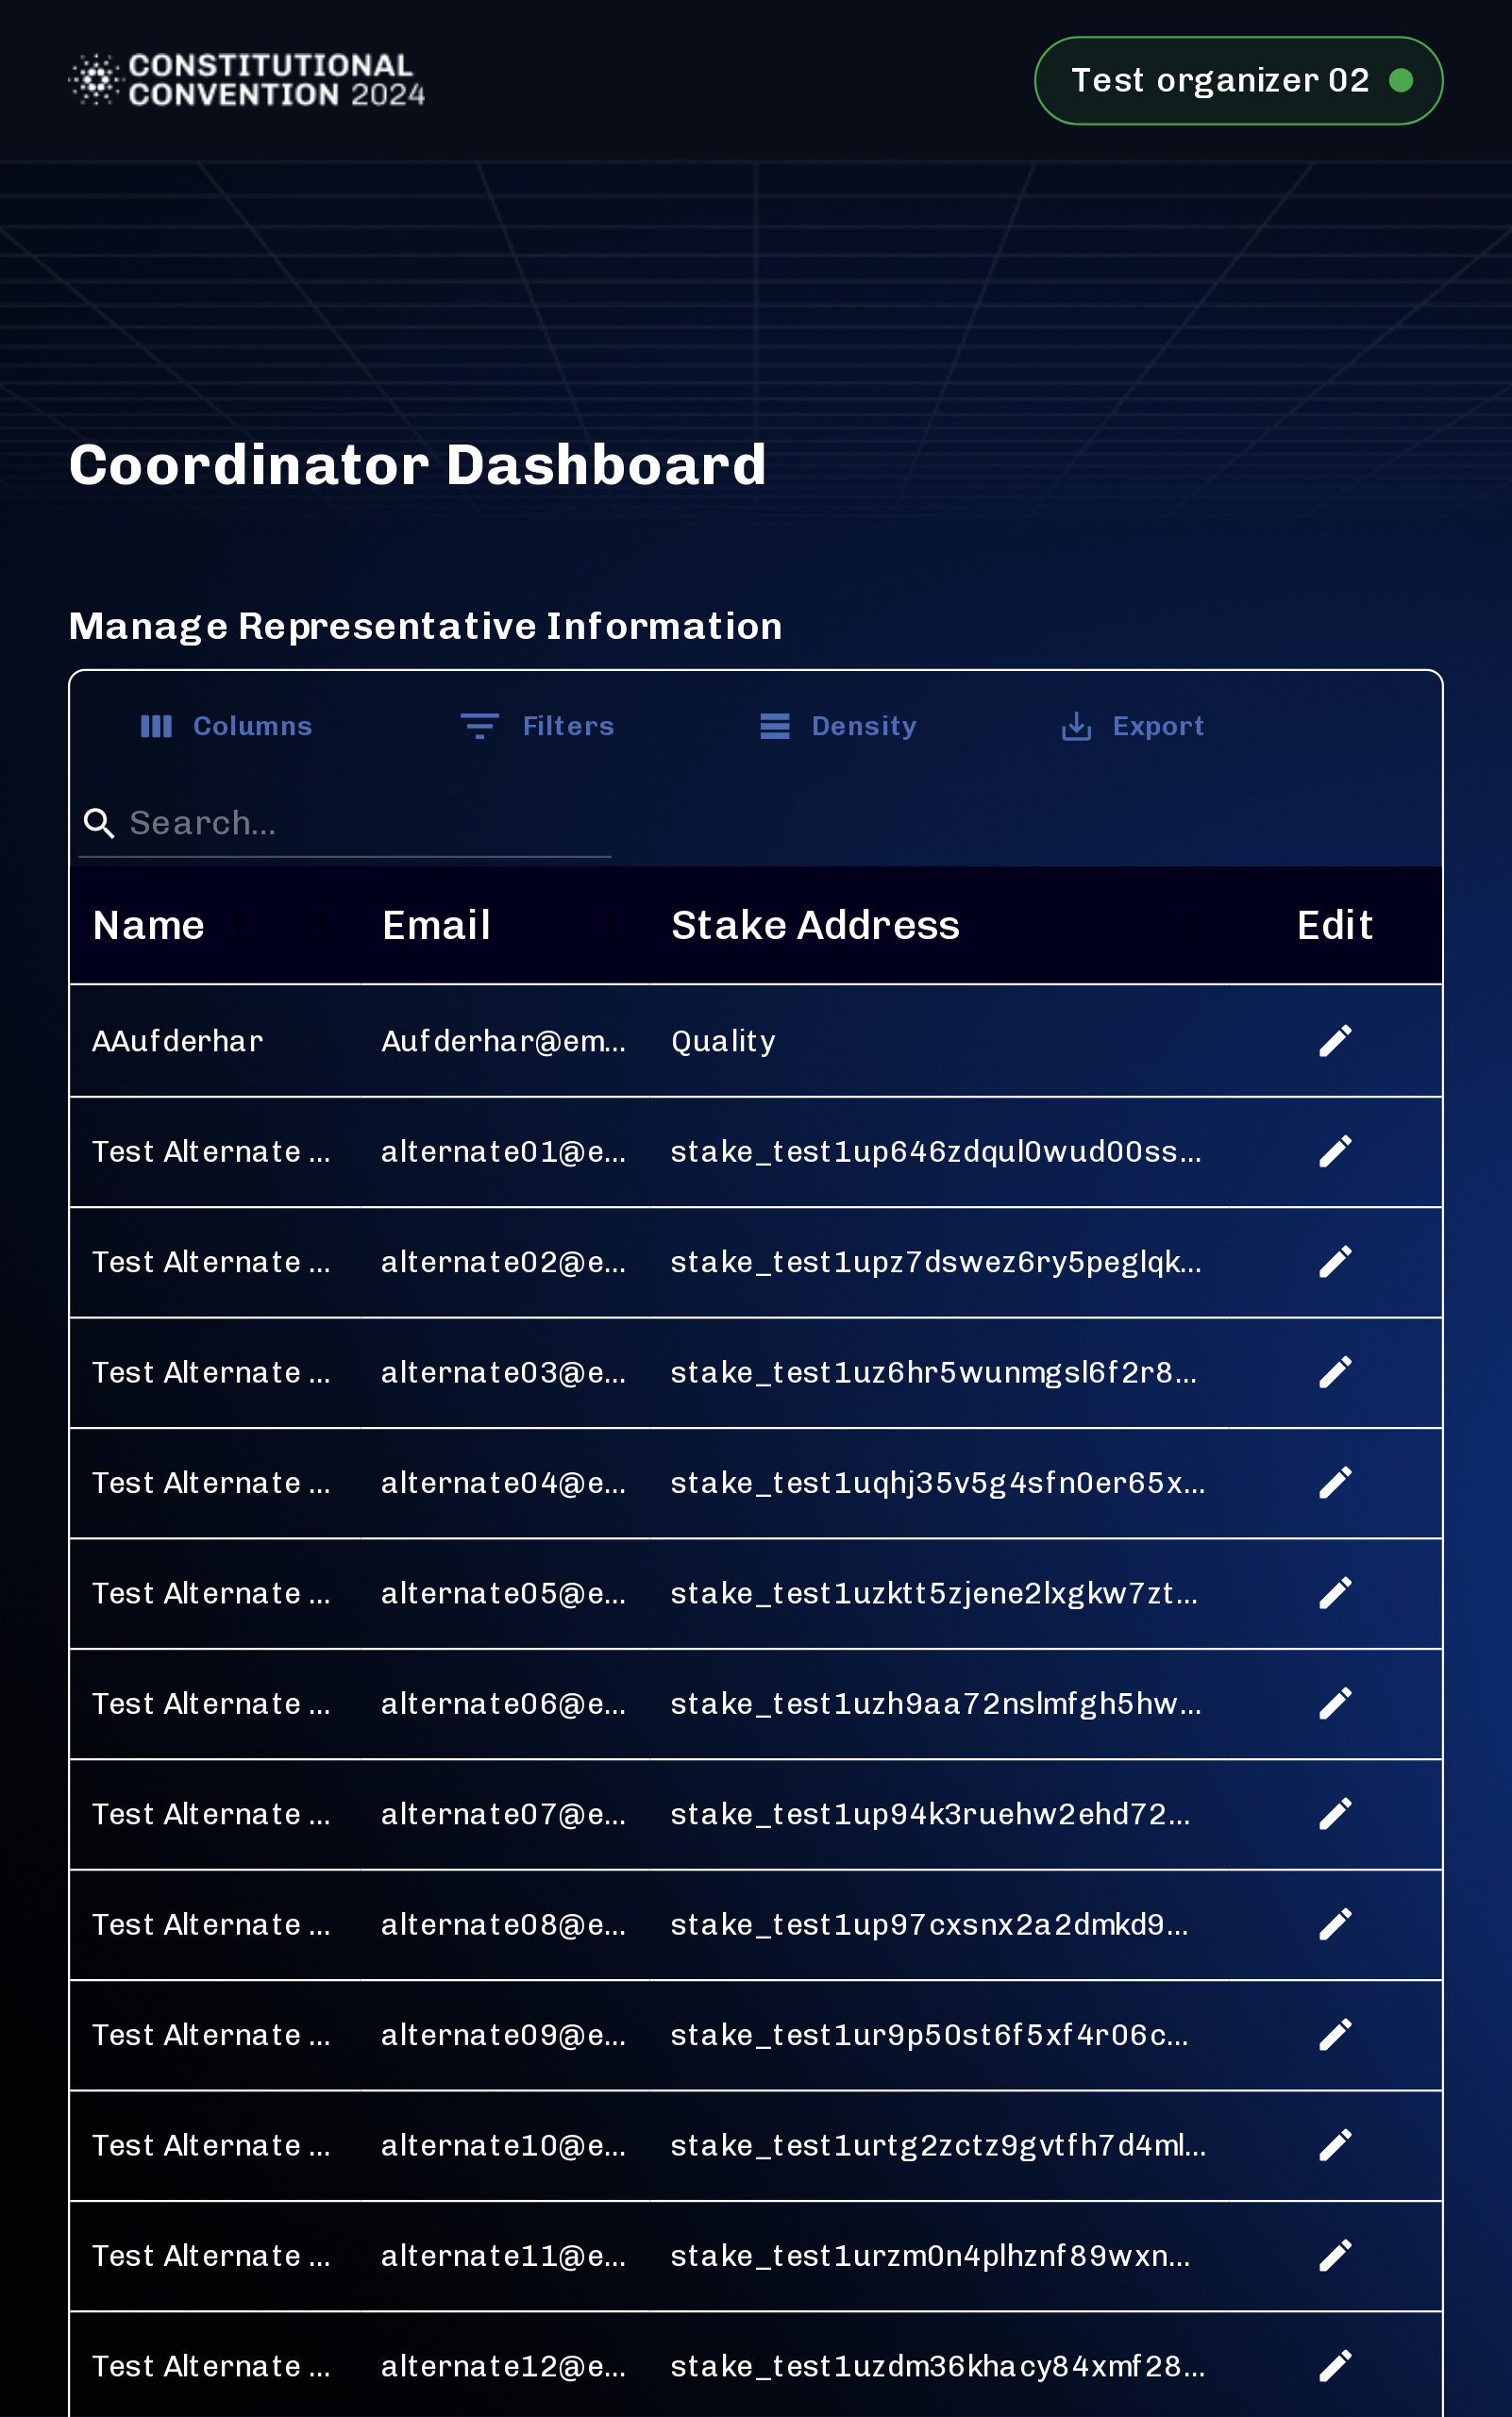 CONSTITUTIONAL
CONVENTION 2024
Test organizer 02
Coordinator Dashboard
Manage Representative Information
Columns Filters Density Export
Search...
Name Email Stake Address Edit
AAufderhar Aufderhar@em... Quality
Test Alternate ... alternate01@e... stake_test1up646zdqul0wud00ss...
Test Alternate ... alternate02@e... stake_test1upz7dswez6ry5peglqk...
Test Alternate ... alternate03@e... stake_test1uz6hr5wunmgsl6f2r8...
Test Alternate ... alternate04@e... stake_test1uqhj35v5g4sfn0er65x...
Test Alternate ... alternate05@e... stake_test1uzktt5zjene2lxgkw7zt...
Test Alternate ... alternate06@e... stake_test1uzh9aa72nslmfgh5hw...
Test Alternate ... alternate07@e... stake_test1up94k3ruehw2ehd72...
Test Alternate ... alternate08@e... stake_test1up97cxsnx2a2dmkd9...
Test Alternate ... alternate09@e... stake_test1ur9p50st6f5xf4r06c...
Test Alternate ... alternate10@e... stake_test1urtg2zctz9gvtfh7d4ml...
Test Alternate ... alternate11@e... stake_test1urzm0n4plhznf89wxn...
Test Alternate ... alternate12@e... stake_test1uzdm36khacy84xmf28...